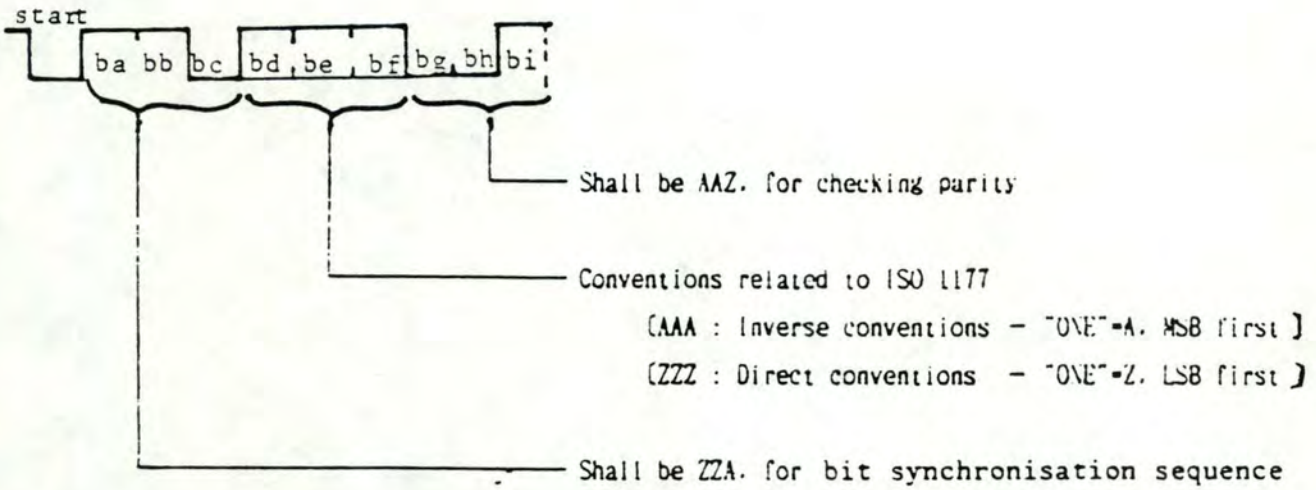 start
ba bb bc bd be bf bg bh bi
Shall be AAZ. for checking parity
Conventions related to ISO 1177
[AAA : Inverse conventions - "ONE"=A. MSB first ]
[ZZZ : Direct conventions - "ONE"=Z. LSB first ]
Shall be ZZA. for bit synchronisation sequence